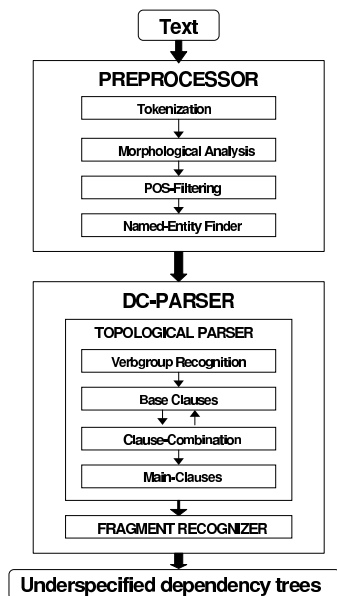 Text
PREPROCESSOR
Tokenization
Morphological Analysis
POS-Filtering
Named-Entity Finder
DC-PARSER
TOPOLOGICAL PARSER
Verbgroup Recognition
Base Clauses
Clause-Combination
Main-Clauses
FRAGMENT RECOGNIZER
Underspecified dependency trees